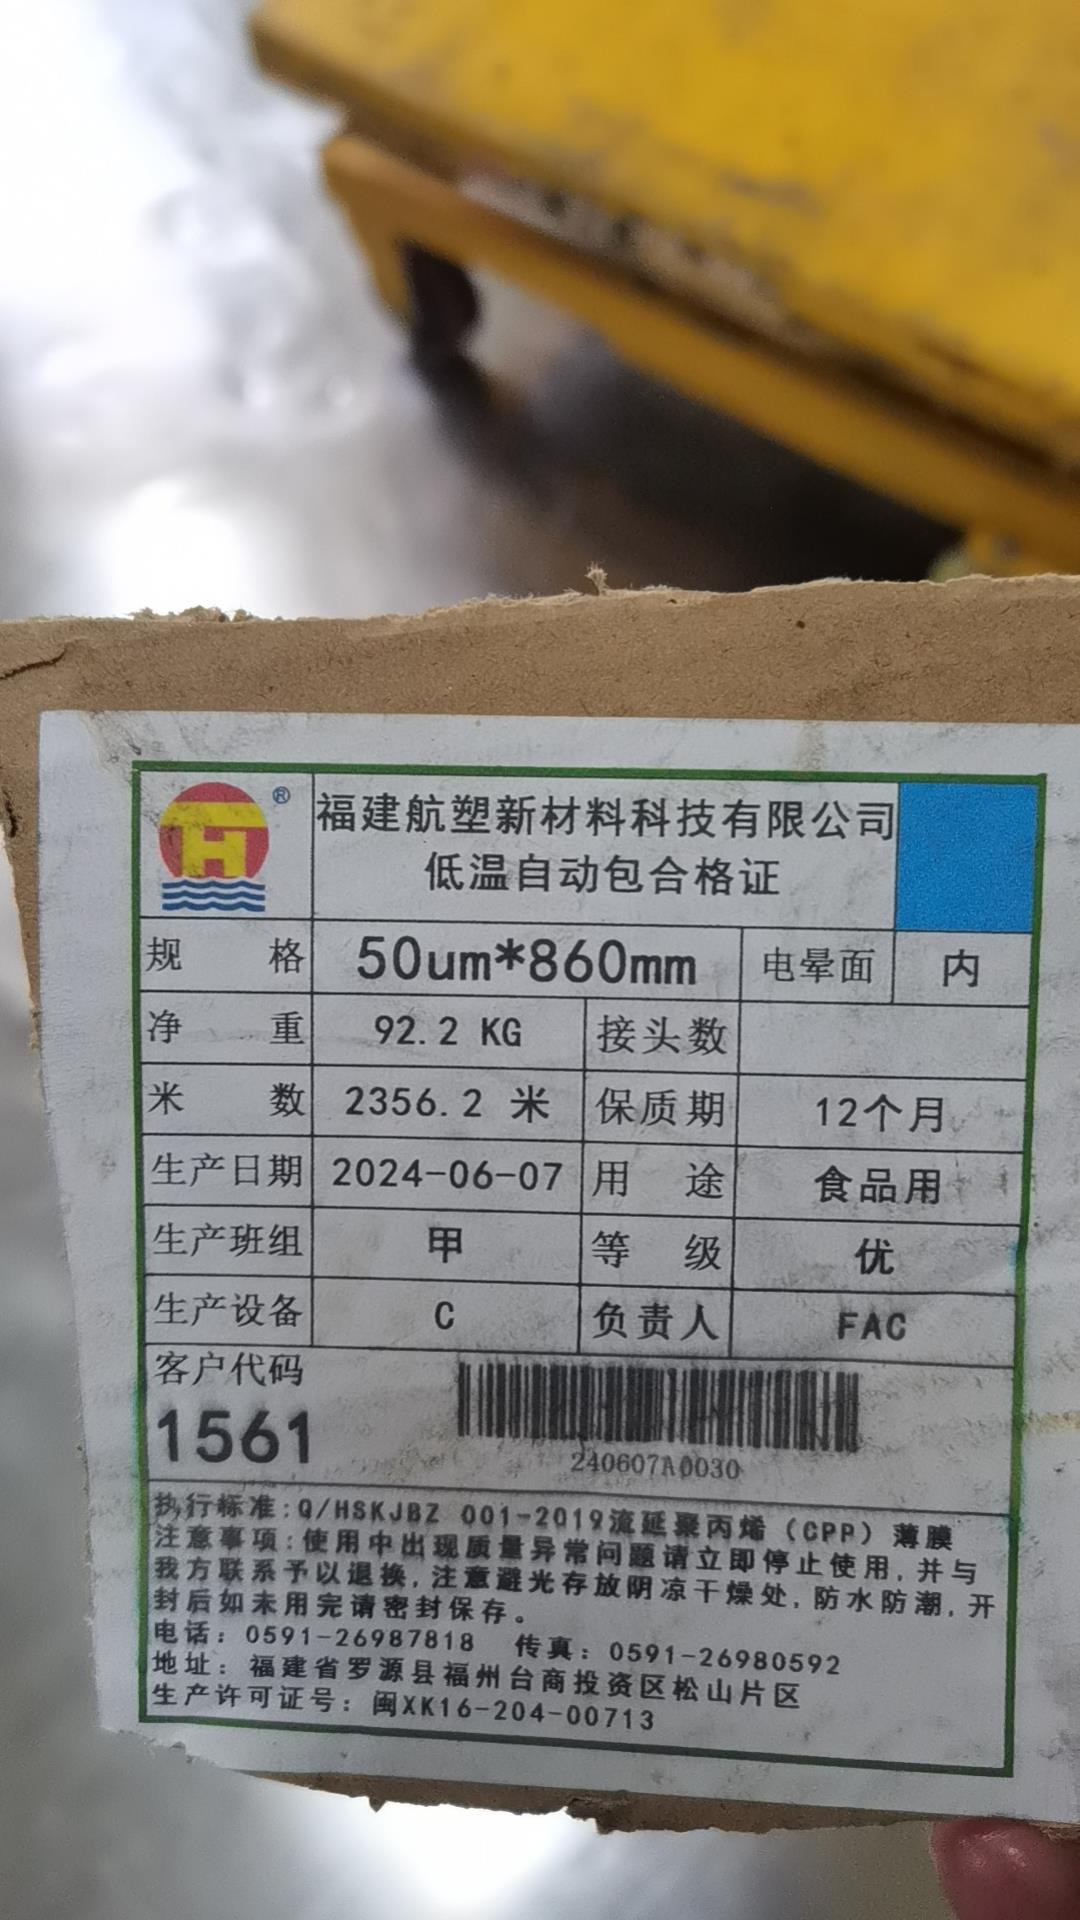 H ®
福建航塑新材料科技有限公司
低温自动包合格证
规格 50um*860mm 电晕面 内
净重 92.2 KG 接头数
米数 2356.2 米 保质期 12个月
生产日期 2024-06-07 用途 食品用
生产班组 甲 等级 优
生产设备 C 负责人 FAC
客户代码
1561
240607A0030
执行标准:Q/HSKJBZ 001-2019流延聚丙烯(CPP)薄膜
注意事项:使用中出现质量异常问题请立即停止使用,并与
我方联系予以退换,注意避光存放阴凉干燥处,防水防潮,开
封后如未用完请密封保存。
电话: 0591-26987818 传真: 0591-26980592
地址: 福建省罗源县福州台商投资区松山片区
生产许可证号: 闽XK16-204-00713